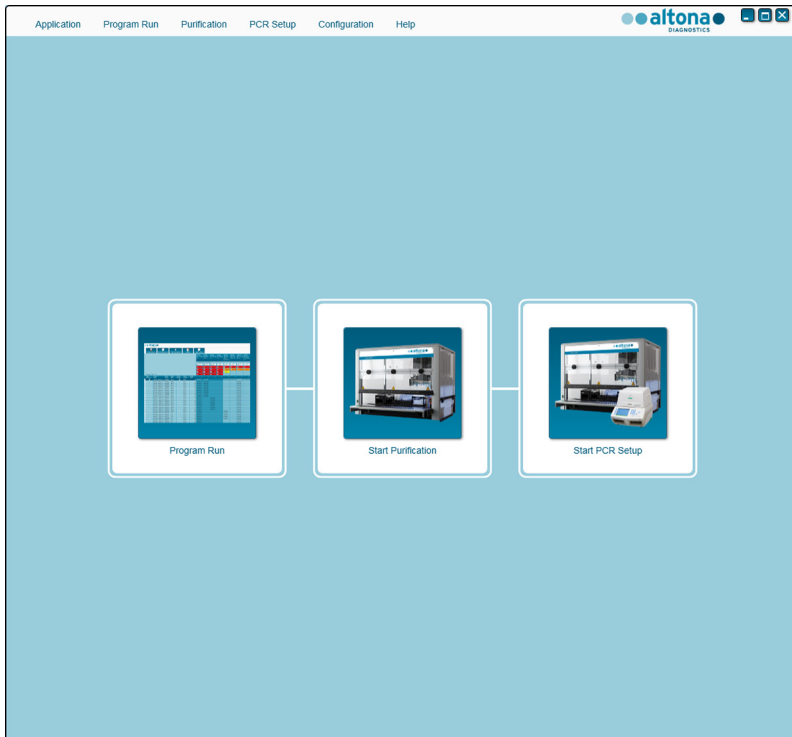 Application Program Run Purification PCR Setup Configuration Help
altona
DIAGNOSTICS
Program Run
Start Purification
Start PCR Setup